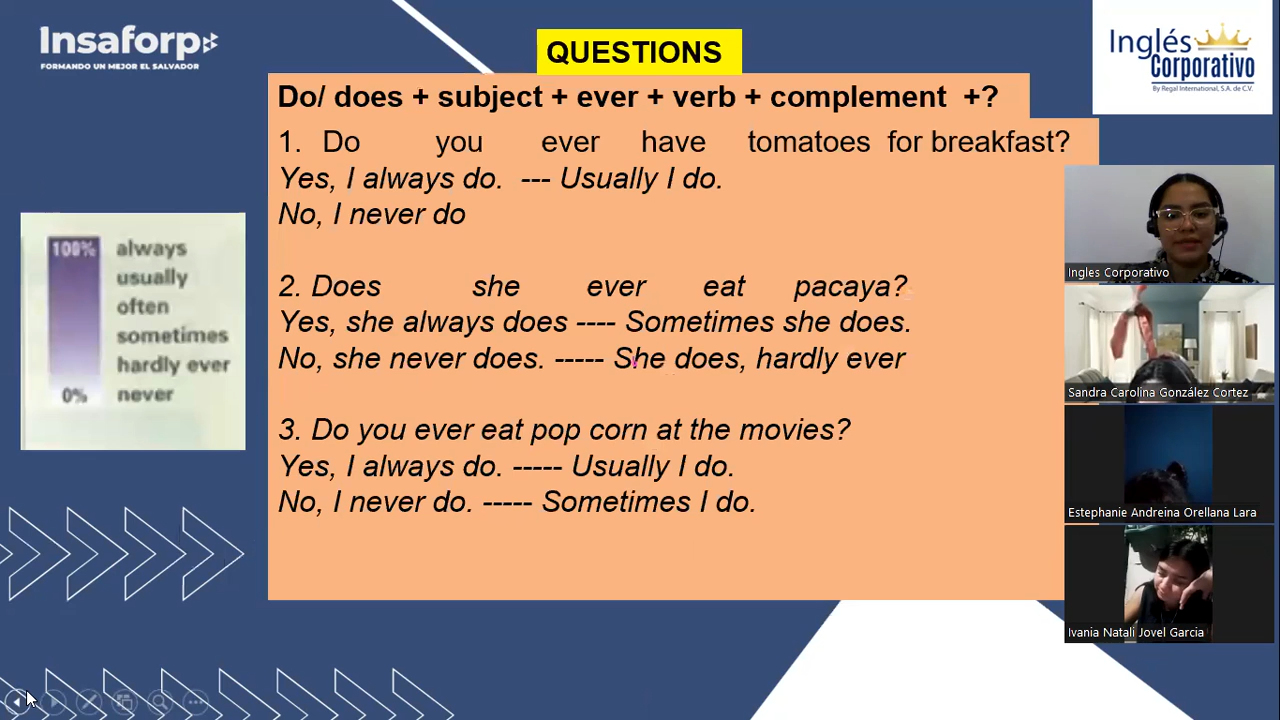 Insaforp
FORMANDO UN MEJOR EL SALVADOR
QUESTIONS
Inglés
Corporativo
By Regal International, S.A. de C.V.
Do/ does + subject + ever + verb + complement +?
1. Do you ever have tomatoes for breakfast?
Yes, I always do. --- Usually I do.
No, I never do
2. Does she ever eat pacaya?
Yes, she always does ---- Sometimes she does.
No, she never does. ----- She does, hardly ever
3. Do you ever eat pop corn at the movies?
Yes, I always do. ----- Usually I do.
No, I never do. ----- Sometimes I do.
100% always
usually
often
sometimes
hardly ever
0% never
Ingles Corporativo
Sandra Carolina González Cortez
Estephanie Andreina Orellana Lara
Ivania Natali Jovel Garcia